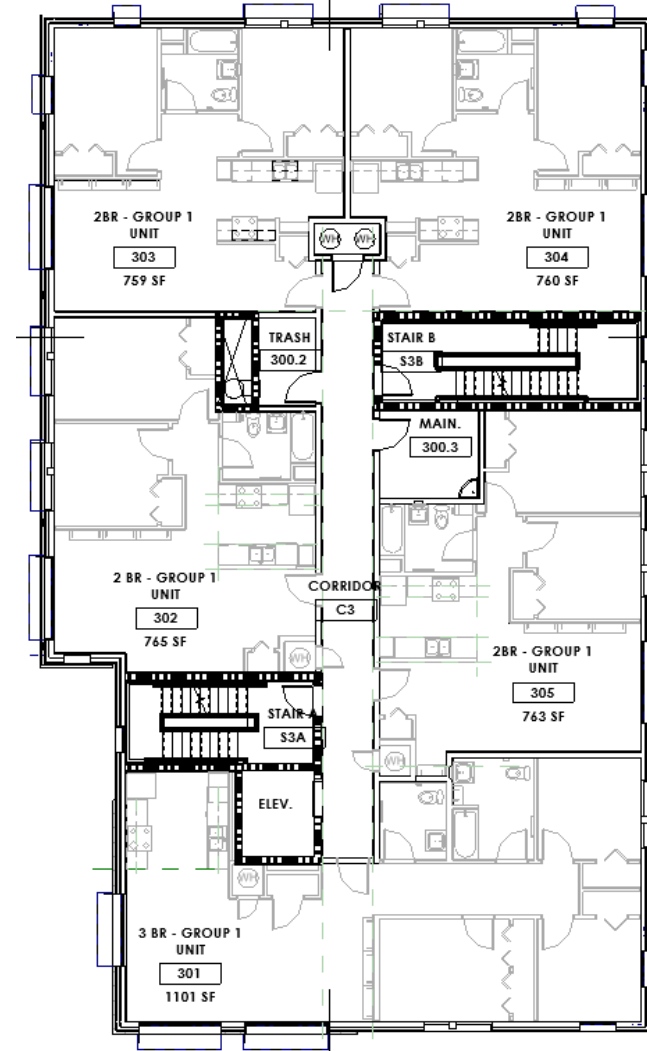 2BR - GROUP 1
UNIT
303
759 SF
2BR - GROUP 1
UNIT
304
760 SF
WH
WH
TRASH
300.2
STAIR B
S3B
MAIN.
300.3
2 BR - GROUP 1
UNIT
302
765 SF
CORRIDOR
C3
WH
2BR - GROUP 1
UNIT
305
763 SF
STAIR A
S3A
WH
ELEV.
WH
3 BR - GROUP 1
UNIT
301
1101 SF